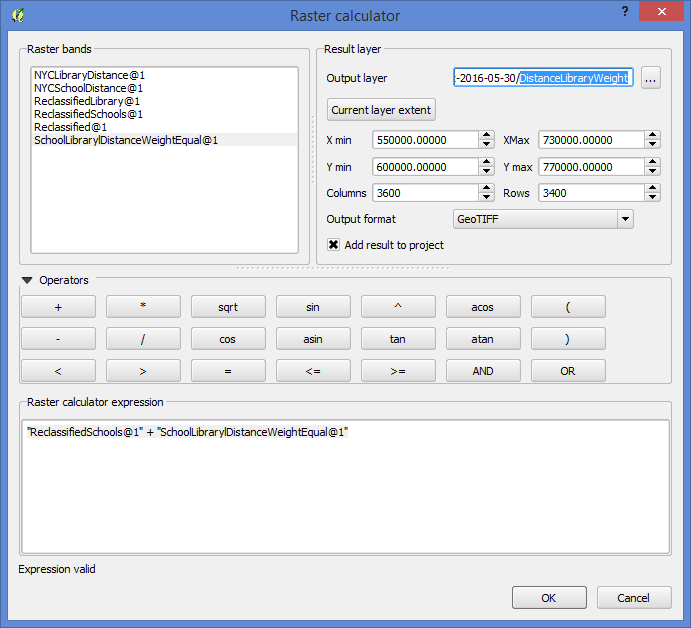 Raster calculator
?
Raster bands
NYCLibraryDistance@1
NYCSchoolDistance@1
ReclassifiedLibrary@1
ReclassifiedSchools@1
Reclassified@1
SchoolLibrarylDistanceWeightEqual@1
Result layer
Output layer -2016-05-30/DistanceLibraryWeight ...
Current layer extent
X min 550000.00000 XMax 730000.00000
Y min 600000.00000 Y max 770000.00000
Columns 3600 Rows 3400
Output format GeoTIFF
Add result to project
Operators
+ * sqrt sin ^ acos (
- / cos asin tan atan )
< > = <= >= AND OR
Raster calculator expression
"ReclassifiedSchools@1" + "SchoolLibrarylDistanceWeightEqual@1"
Expression valid
OK Cancel